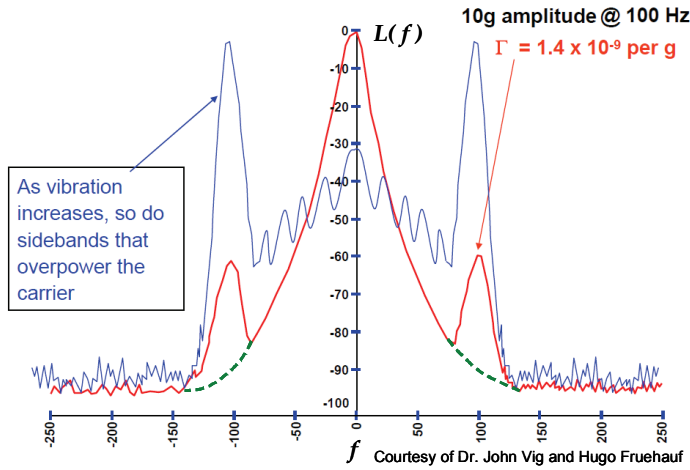 10g amplitude @ 100 Hz
L(f)
Γ = 1.4 x 10-9 per g
0
-10
-20
-30
-40
-50
-60
-70
-80
-90
-100
As vibration
increases, so do
sidebands that
overpower the
carrier
-250
-200
-150
-100
-50
0
50
100
150
200
250
f
Courtesy of Dr. John Vig and Hugo Fruehauf